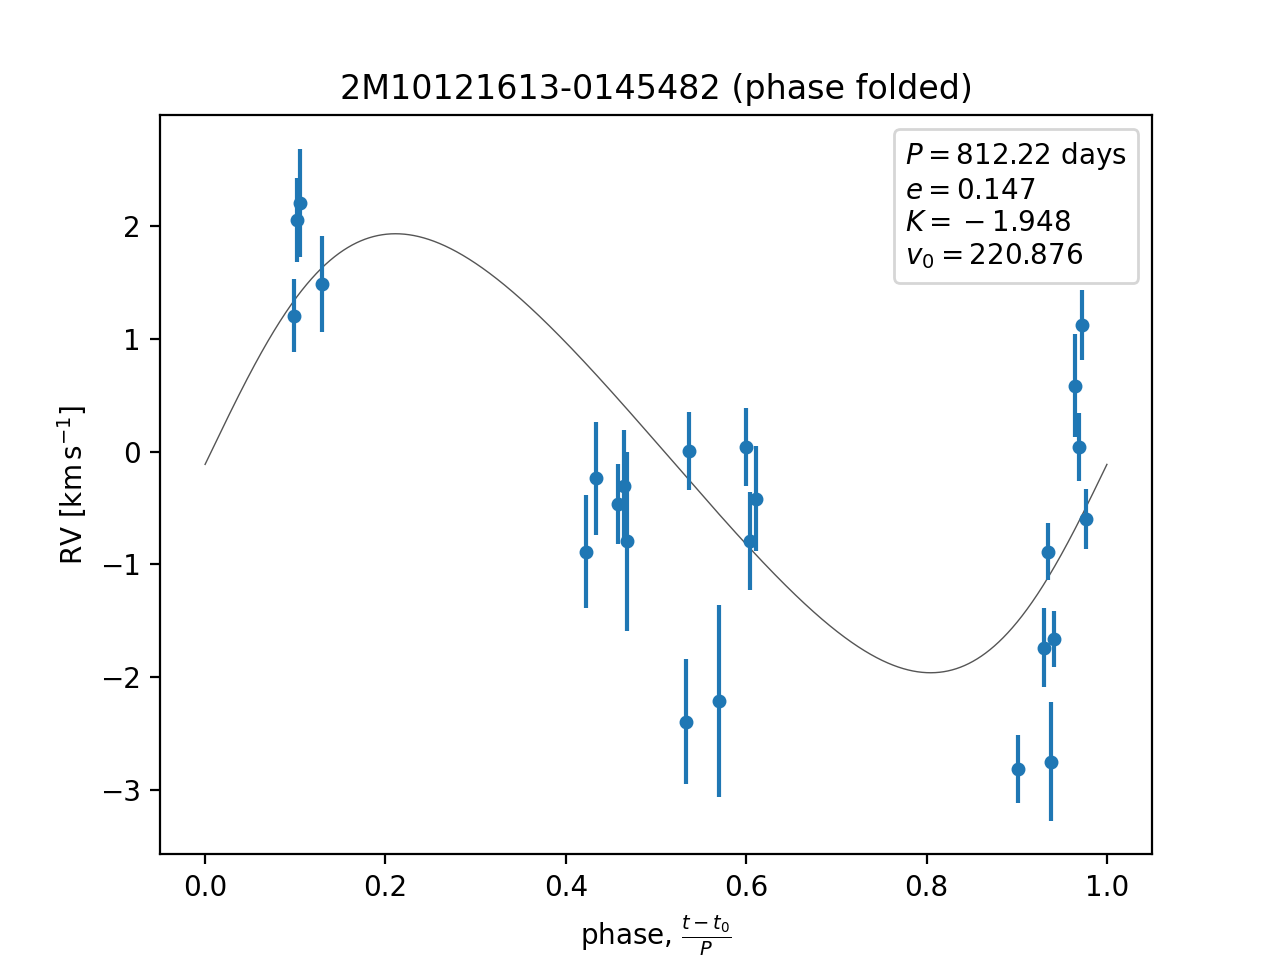 2M10121613-0145482 (phase folded)
P = 812.22 days
e = 0.147
K = −1.948
v₀ = 220.876
RV [km s⁻¹]
2
1
0
−1
−2
−3
0.0 0.2 0.4 0.6 0.8 1.0
phase, (t − t₀)/P